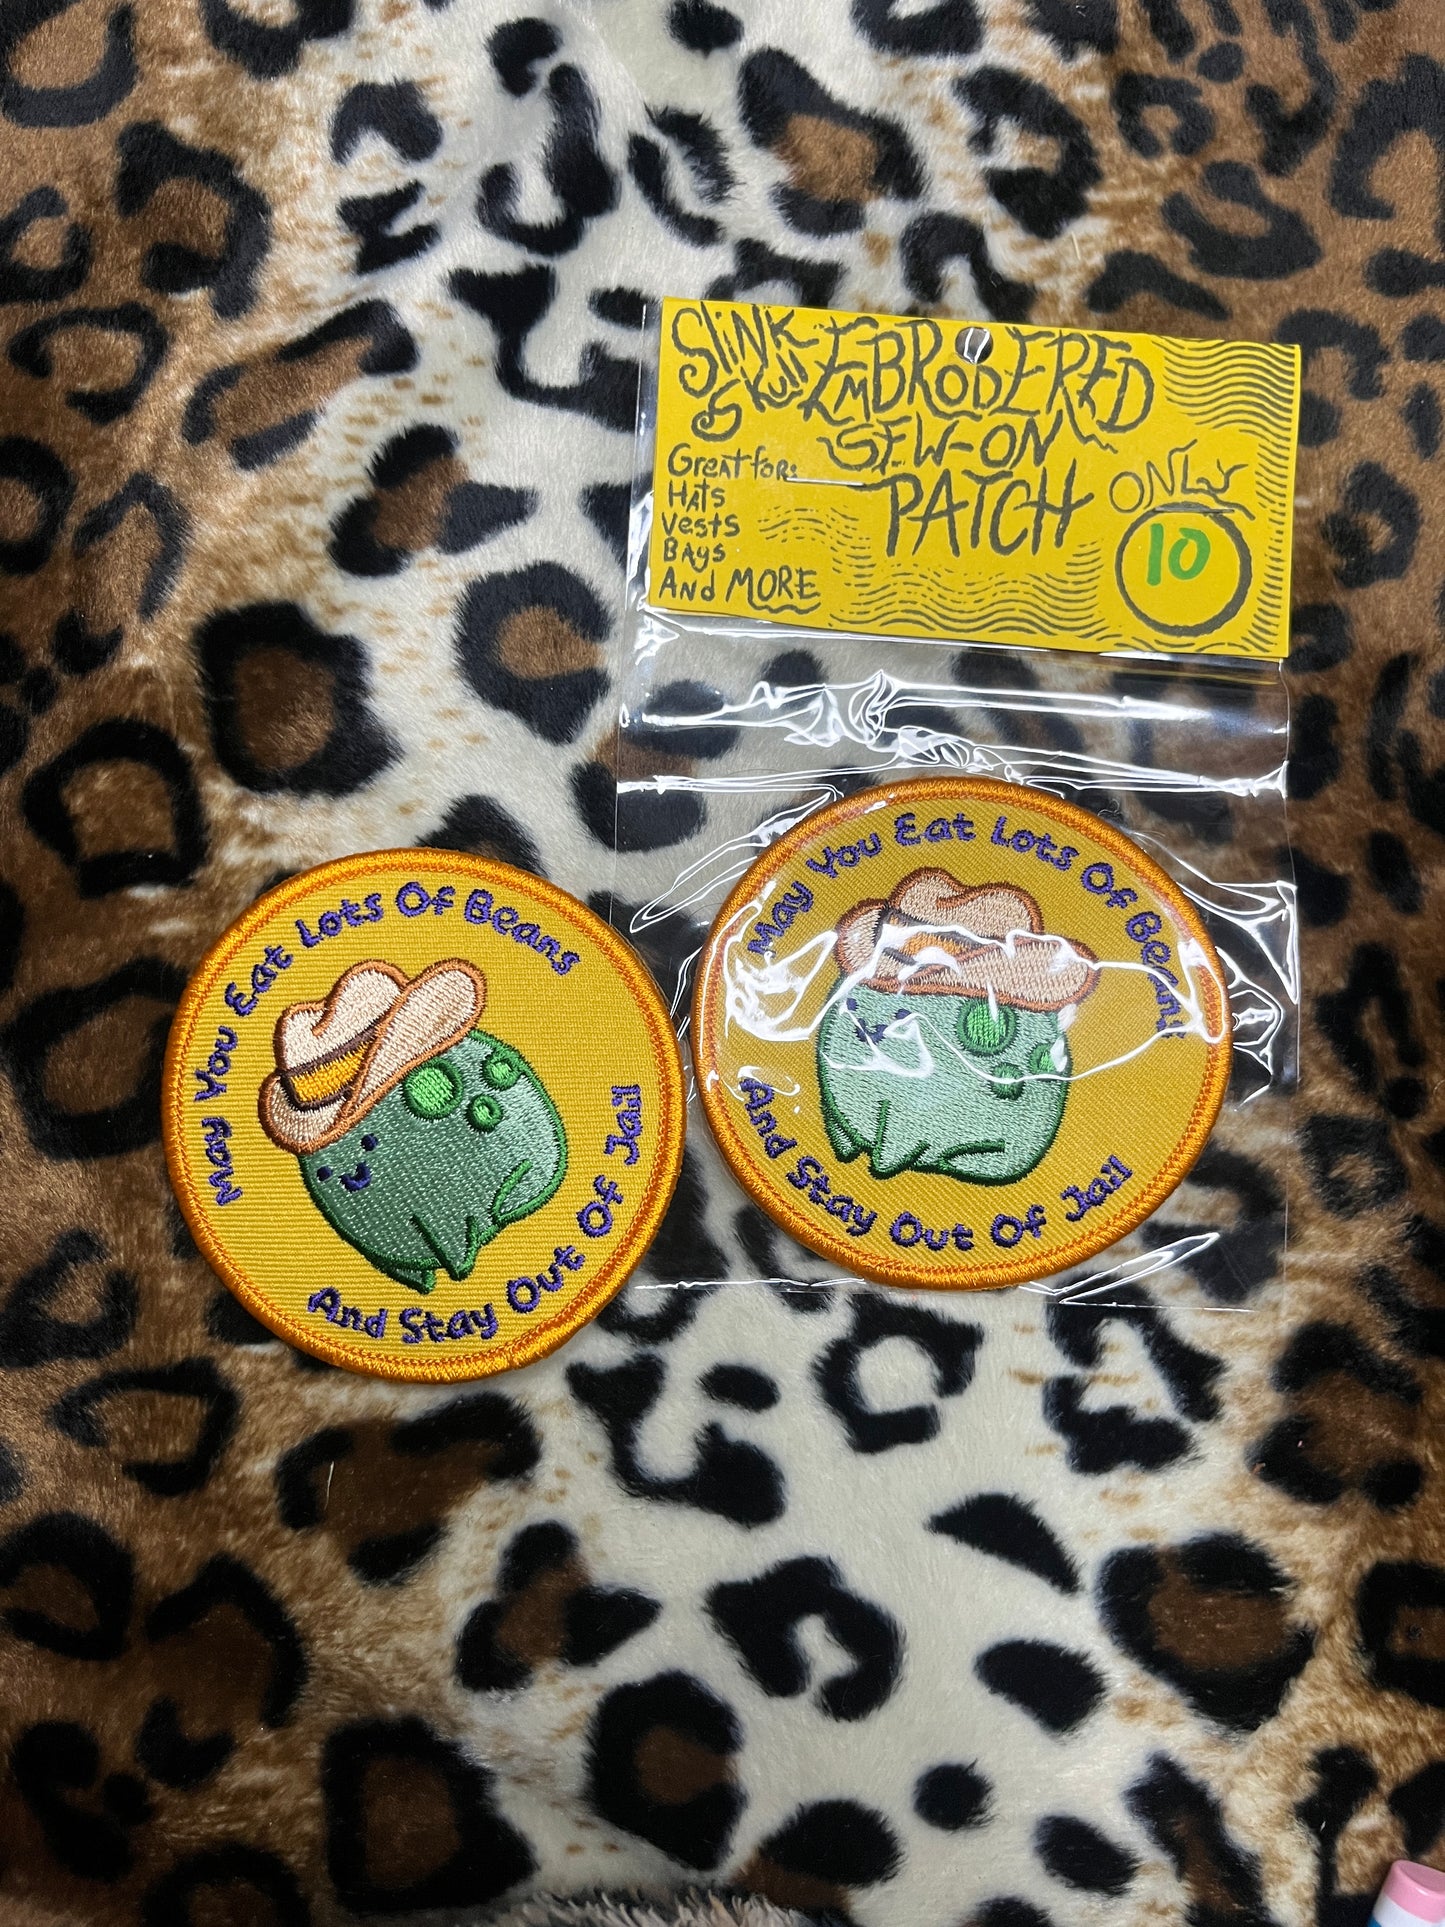 Slink
Skull
EmBRodERED
SEW-ON
PATCH
Great for:
Hats
Vests
Bags
And MORE
ONLY
10
May You Eat Lots Of Beans
And Stay Out Of Jail
May You Eat Lots Of Beans
And Stay Out Of Jail